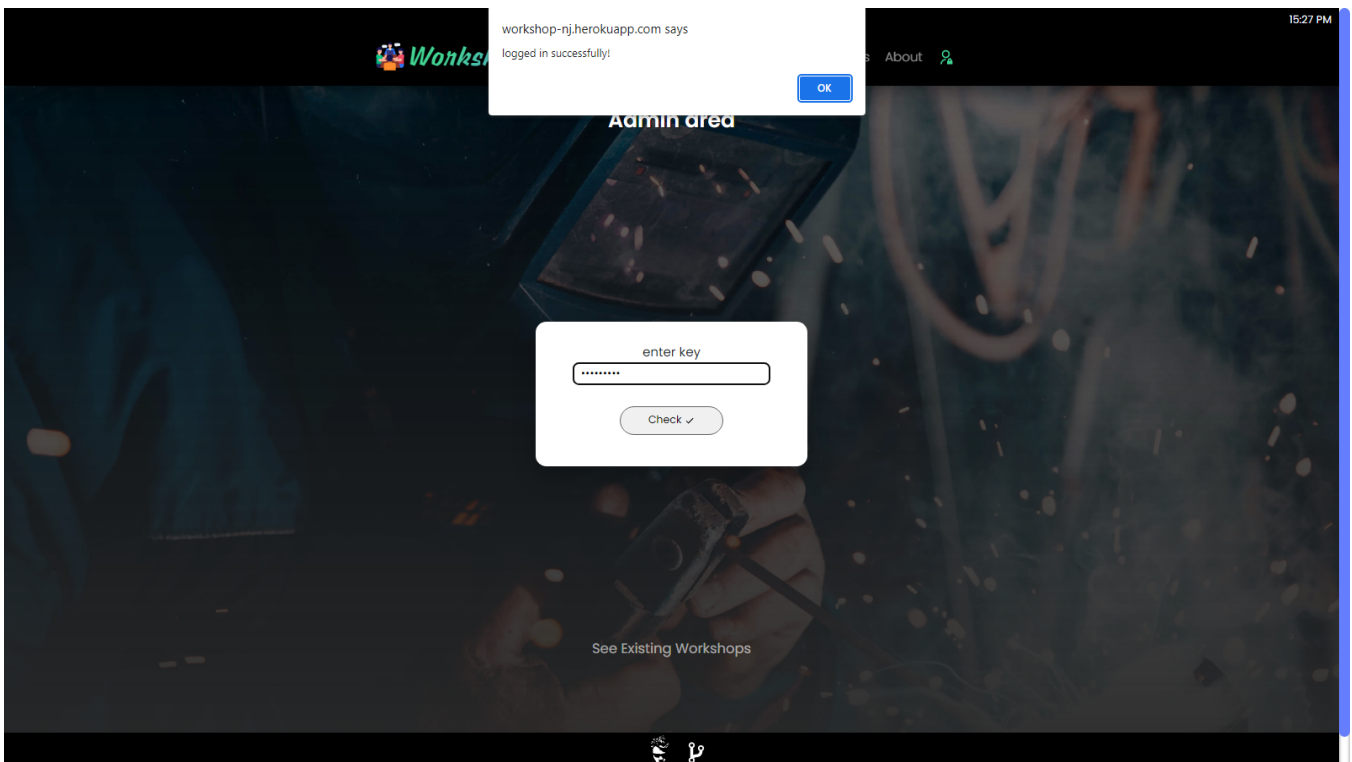 workshop-nj.herokuapp.com says
logged in successfully!
OK
15:27 PM
About
Admin area
enter key
Check ✓
See Existing Workshops